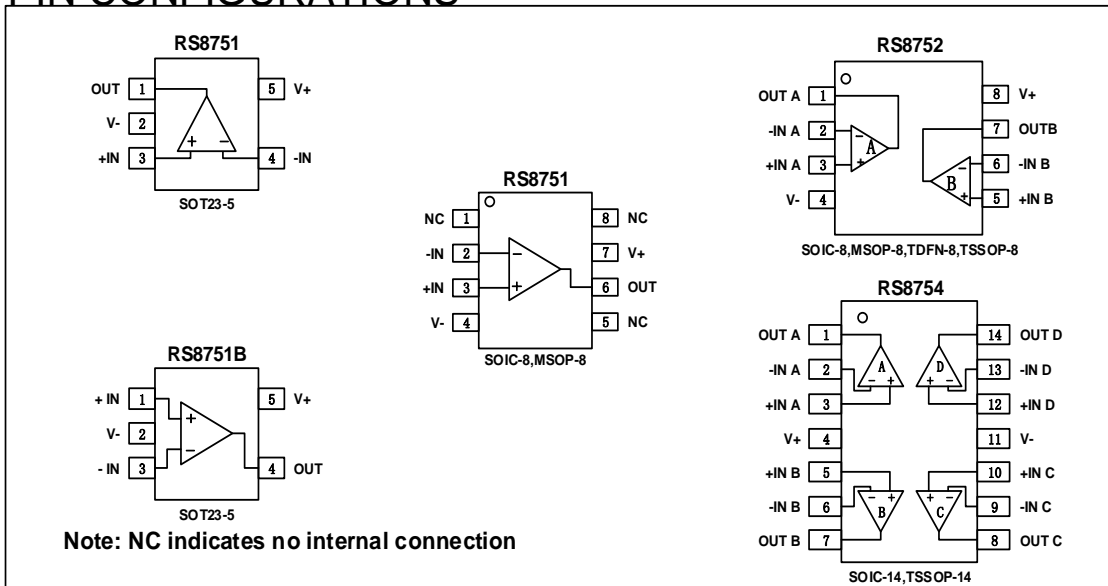 PIN CONFIGURATIONS
RS8751
OUT 1 5 V+
V- 2
+IN 3 + − 4 -IN
SOT23-5
RS8751
NC 1 8 NC
-IN 2 − 7 V+
+IN 3 + 6 OUT
V- 4 5 NC
SOIC-8,MSOP-8
RS8751B
+ IN 1 + 5 V+
V- 2
- IN 3 − 4 OUT
SOT23-5
Note: NC indicates no internal connection
RS8752
OUT A 1 8 V+
-IN A 2 − A 7 OUTB
+IN A 3 + B − 6 -IN B
V- 4 + 5 +IN B
SOIC-8,MSOP-8,TDFN-8,TSSOP-8
RS8754
OUT A 1 14 OUT D
-IN A 2 A D 13 -IN D
+IN A 3 − + + − 12 +IN D
V+ 4 11 V-
+IN B 5 10 +IN C
-IN B 6 − + + − 9 -IN C
OUT B 7 B C 8 OUT C
SOIC-14,TSSOP-14